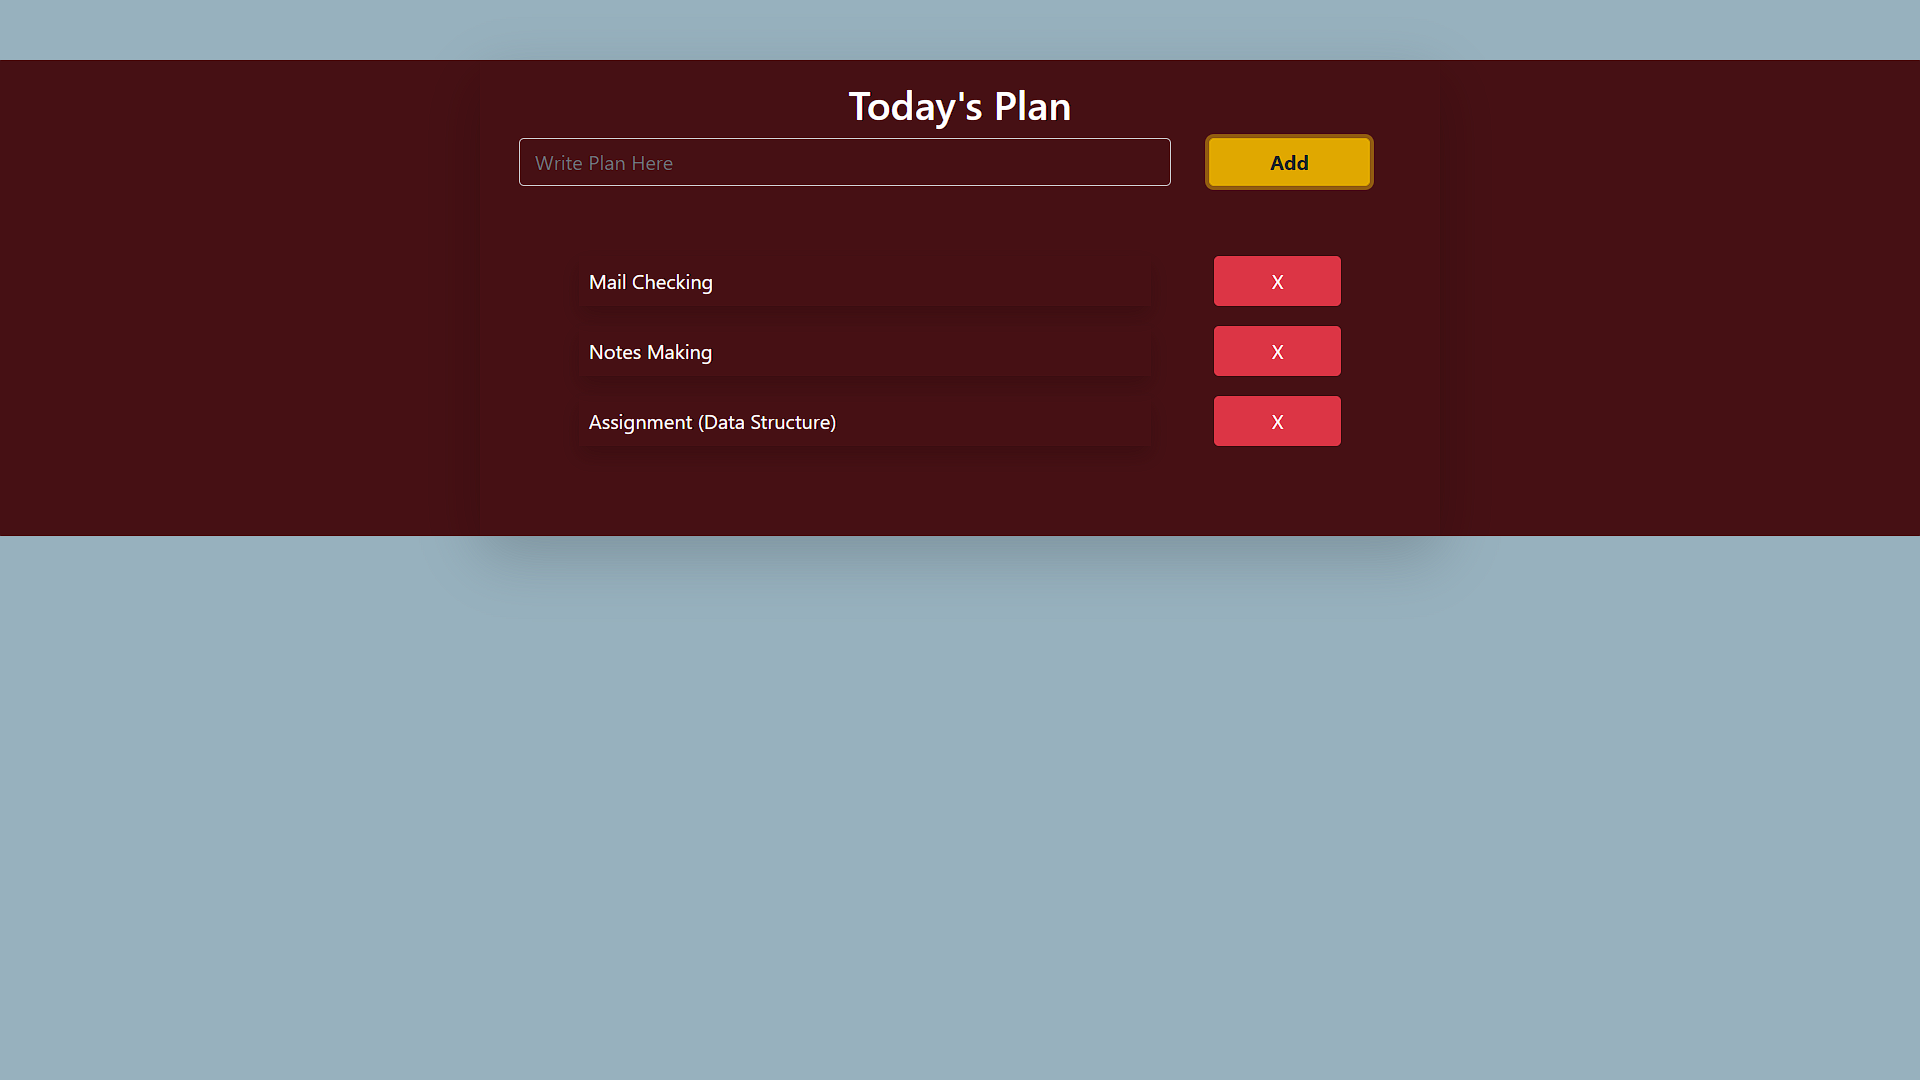 Today's Plan
Write Plan Here
Add
Mail Checking
X
Notes Making
X
Assignment (Data Structure)
X